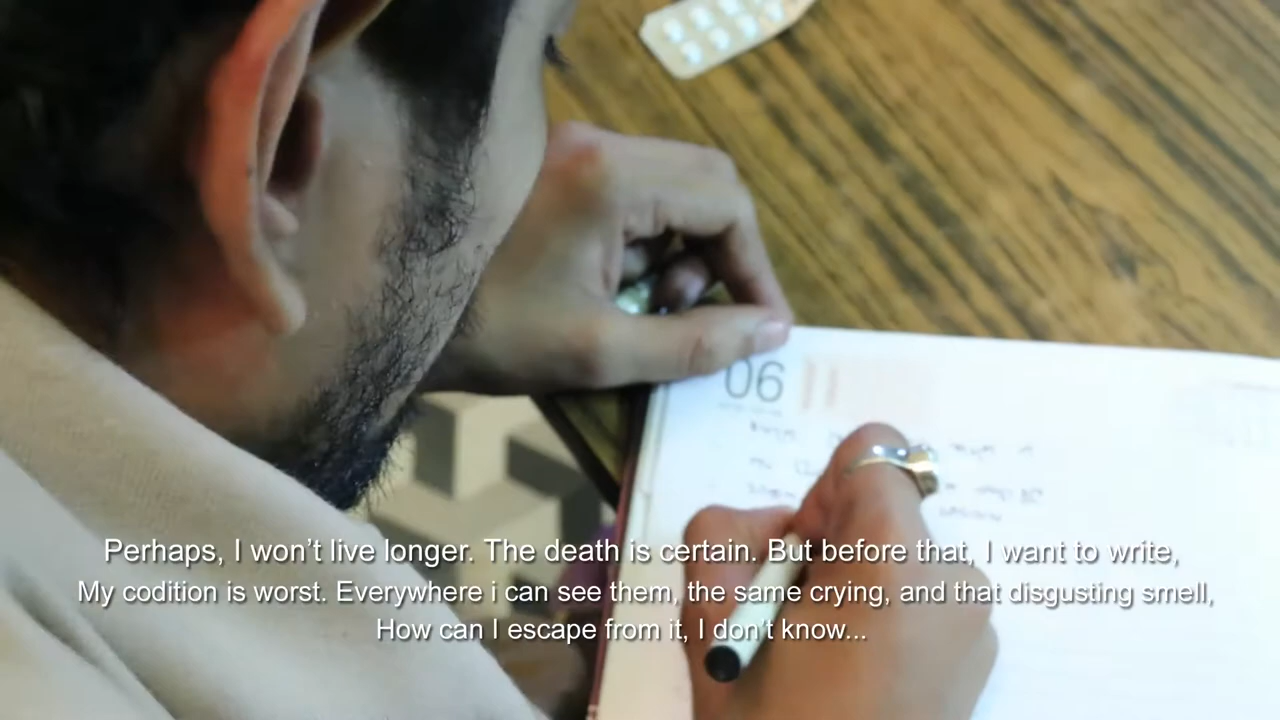 06
Perhaps, I won’t live longer. The death is certain. But before that, I want to write,
My codition is worst. Everywhere i can see them, the same crying, and that disgusting smell,
How can I escape from it, I don’t know...